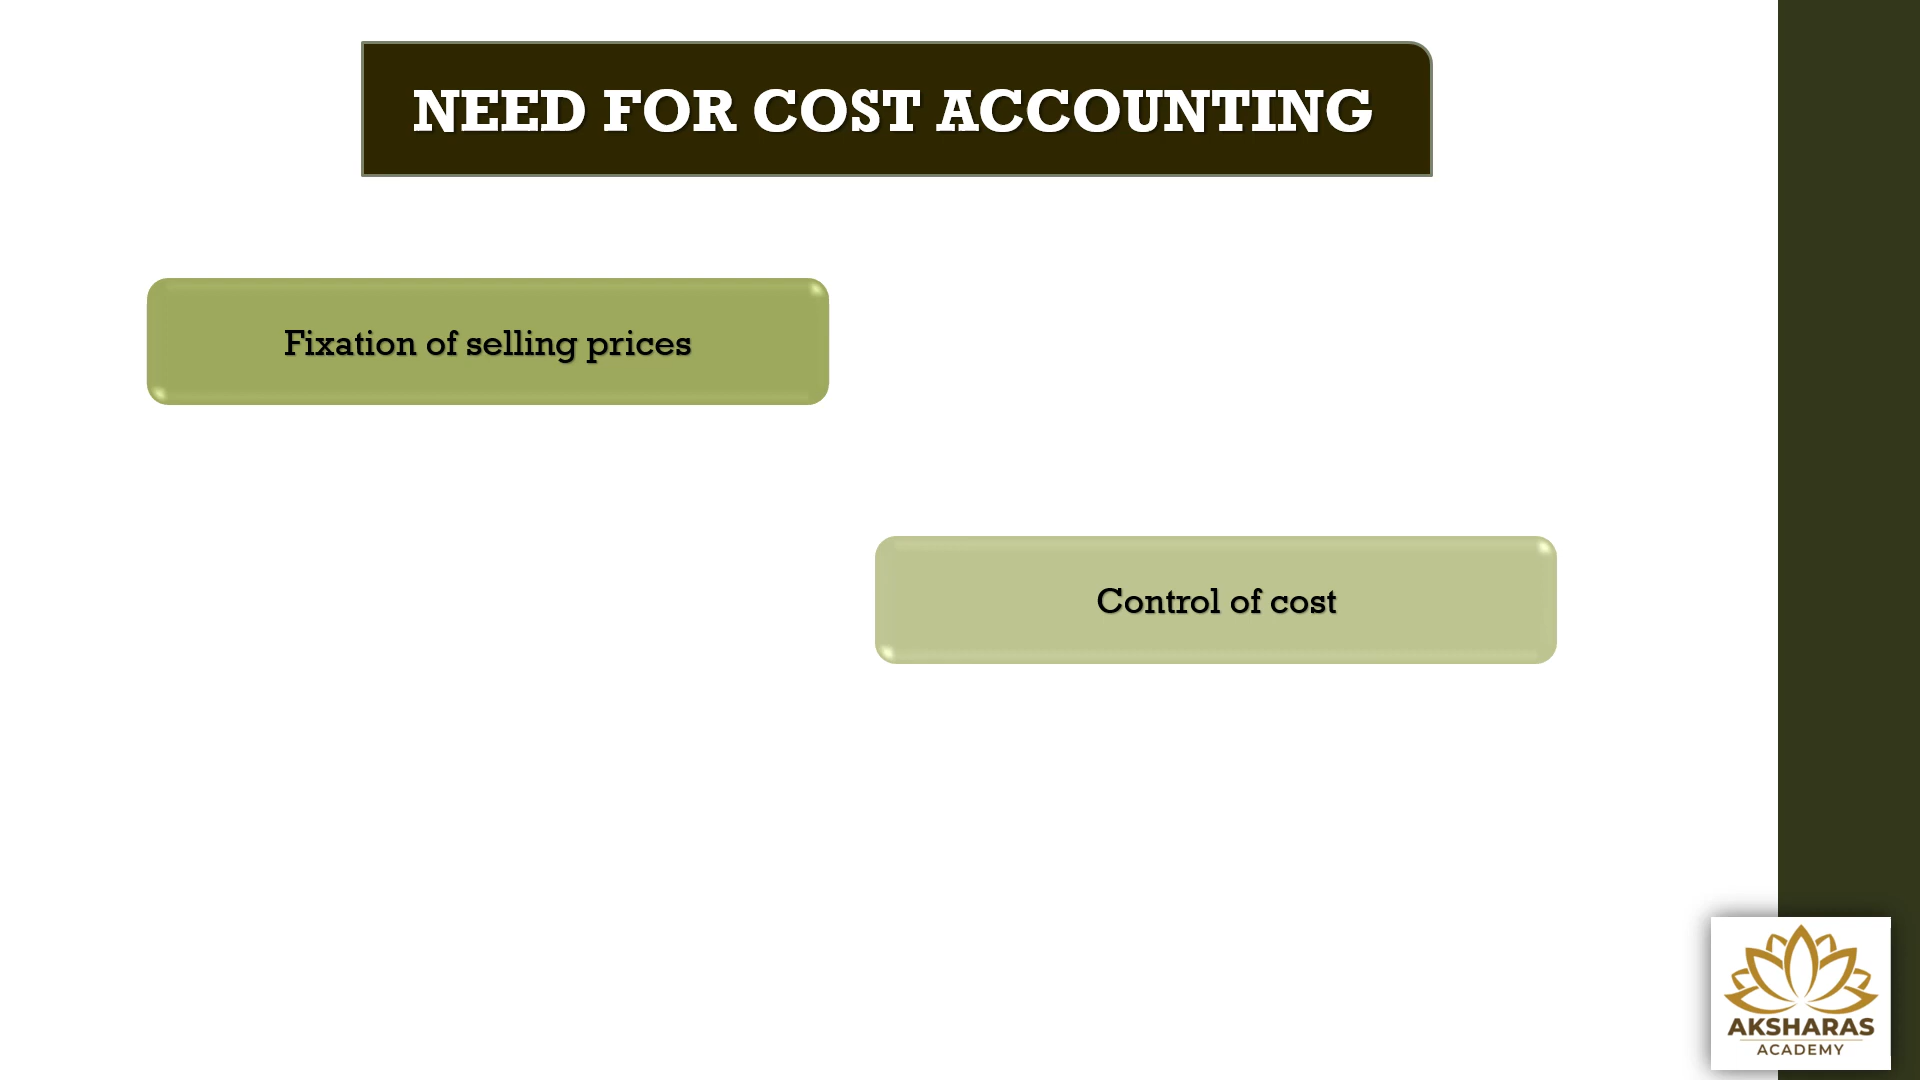 NEED FOR COST ACCOUNTING
Fixation of selling prices
Control of cost
AKSHARAS
ACADEMY